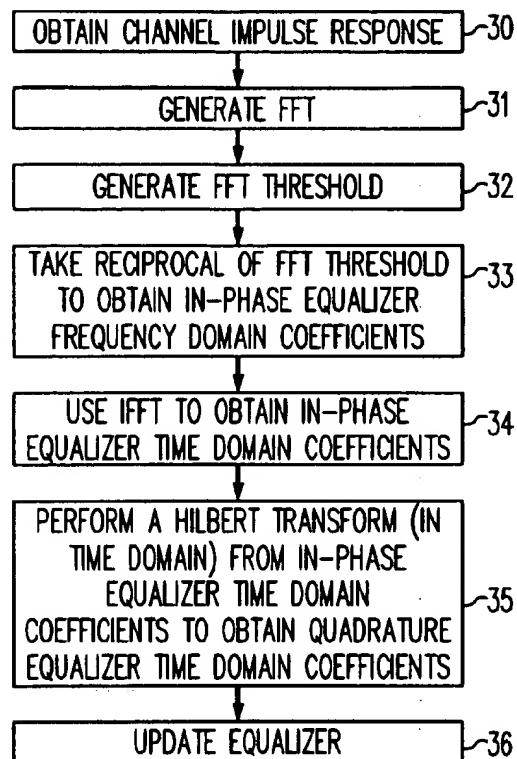 OBTAIN CHANNEL IMPULSE RESPONSE 30
GENERATE FFT 31
GENERATE FFT THRESHOLD 32
TAKE RECIPROCAL OF FFT THRESHOLD
TO OBTAIN IN-PHASE EQUALIZER
FREQUENCY DOMAIN COEFFICIENTS
33
USE IFFT TO OBTAIN IN-PHASE
EQUALIZER TIME DOMAIN COEFFICIENTS
34
PERFORM A HILBERT TRANSFORM (IN
TIME DOMAIN) FROM IN-PHASE
EQUALIZER TIME DOMAIN
COEFFICIENTS TO OBTAIN QUADRATURE
EQUALIZER TIME DOMAIN COEFFICIENTS
35
UPDATE EQUALIZER 36